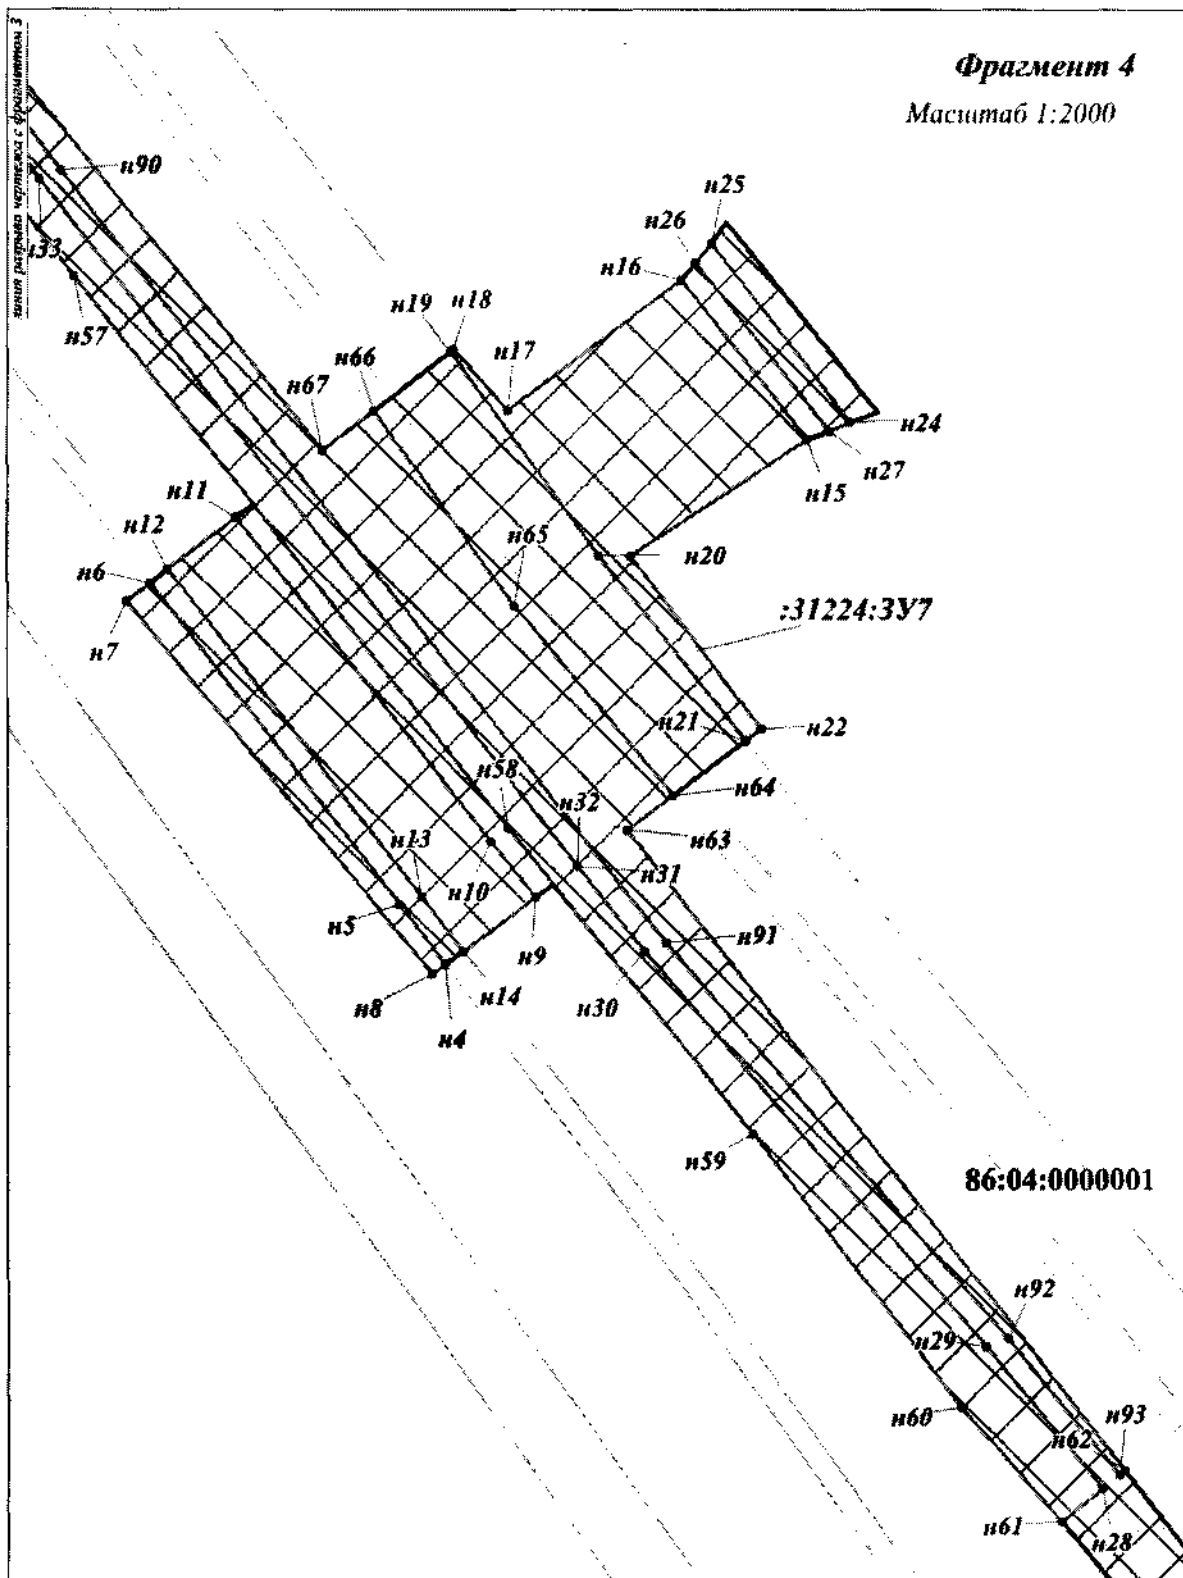 Фрагмент 4
Масштаб 1:2000
линия разрыва чертежа с фрагментом 3
н25
н90
н26
н33
н16
н57
н19
н18
н17
н66
н67
н24
н27
н15
н11
н12
н65
н20
н6
:31224:ЗУ7
н7
н21
н22
н58
н32
н64
н13
н63
н10
н31
н5
н9
н91
н14
н30
н8
н4
н59
86:04:0000001
н92
н29
н60
н93
н62
н61
н28